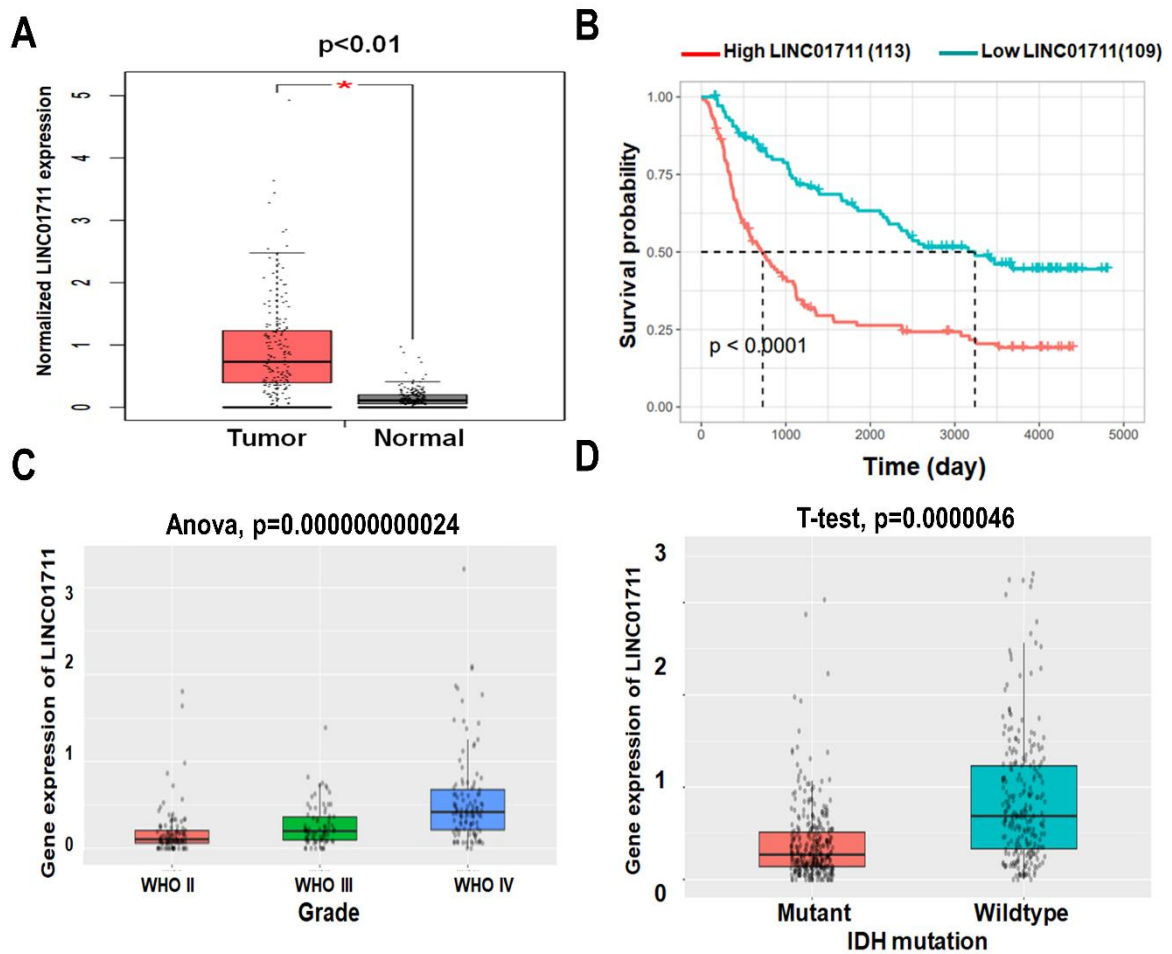 A
p<0.01
*
Normalized LINC01711 expression
5
4
3
2
1
0
Tumor
Normal
B
High LINC01711 (113)
Low LINC01711(109)
Survival probability
1.00
0.75
0.50
0.25
0.00
p < 0.0001
0
1000
2000
3000
4000
5000
Time (day)
C
Anova, p=0.000000000024
Gene expression of LINC01711
3
2
1
0
WHO II
WHO III
WHO IV
Grade
D
T-test, p=0.0000046
Gene expression of LINC01711
3
2
1
0
Mutant
Wildtype
IDH mutation